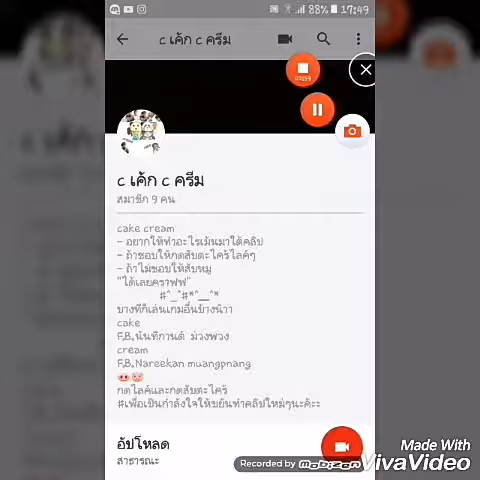 88% 17:49
c เค้ก c ครีม
c เค้ก c ครีม
สมาชิก 9 คน
cake cream
- อยากให้ทำอะไรเม้นมาใต้คลิป
- ถ้าชอบให้กดสับตะไคร้ไลค์ๆ
- ถ้าไม่ชอบให้สับหมู
"ได้เลยคราฟฟ"
#^_^#*^__^*
บางทีก็เล่นเกมอื่นบ้างน้าา
cake
F.B.นันทิกานต์ ม่วงพวง
cream
F.B.Nareekan muangpnang
🐽🐷
กดไลค์และกดสับตะไคร้
#เพื่อเป็นกำลังใจให้ขยันทำคลิปใหม่ๆนะค้ะะ
อัปโหลด
สาธารณะ
Recorded by Mobizen
Made With
VivaVideo